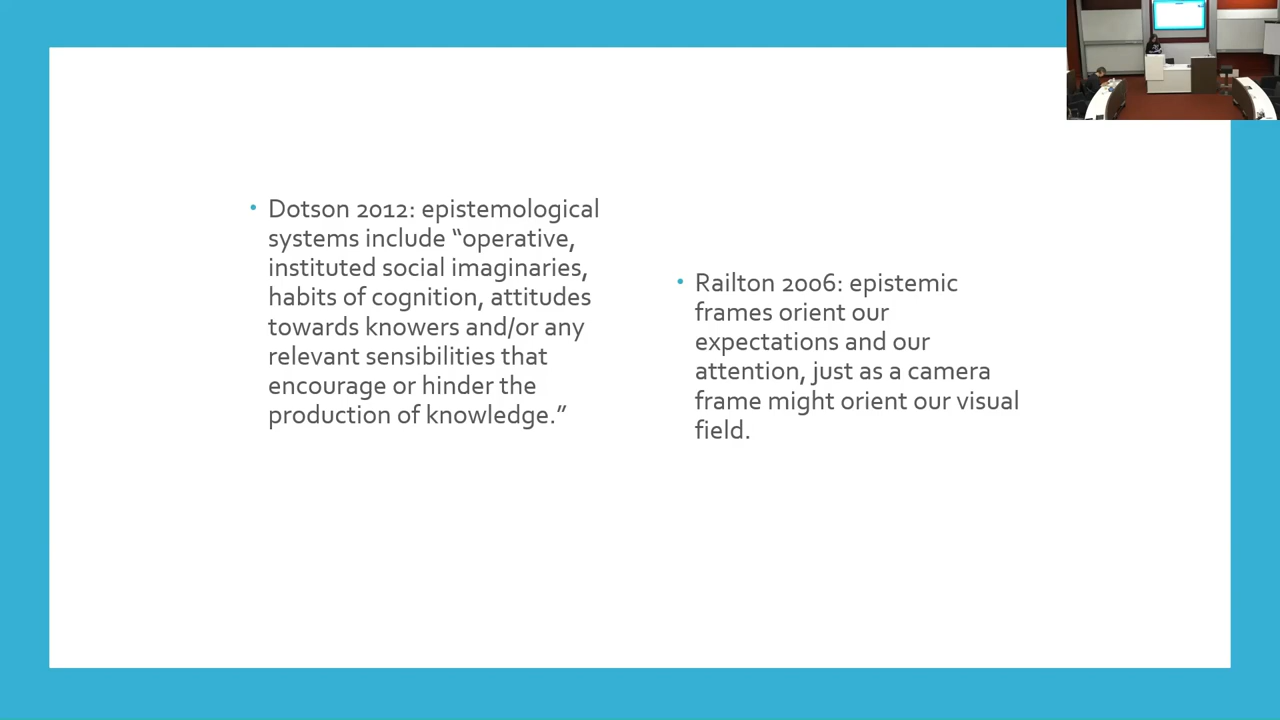 • Dotson 2012: epistemological
systems include “operative,
instituted social imaginaries,
habits of cognition, attitudes
towards knowers and/or any
relevant sensibilities that
encourage or hinder the
production of knowledge.”
• Railton 2006: epistemic
frames orient our
expectations and our
attention, just as a camera
frame might orient our visual
field.